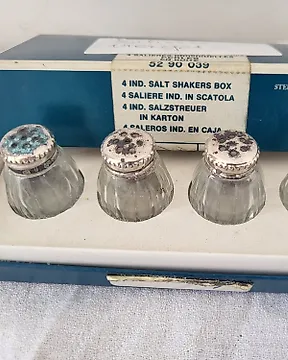 52 90 039
4 IND. SALT SHAKERS BOX
4 SALIERE IND. IN SCATOLA
4 IND. SALZSTREUER
IN KARTON
4 SALEROS IND. EN CAJA
STE